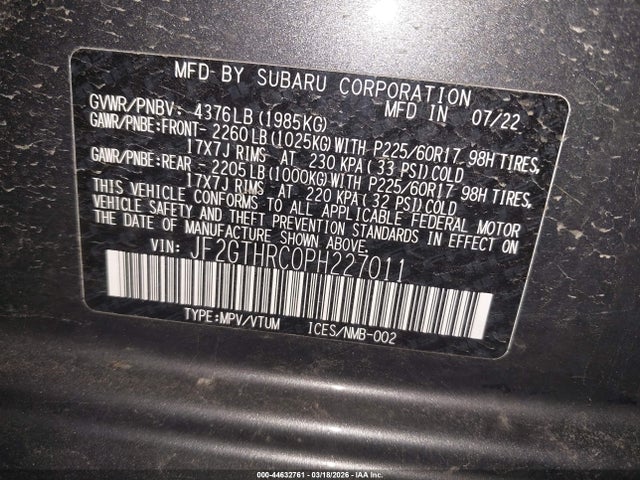 MFD BY SUBARU CORPORATION
MFD IN 07/22
GVWR/PNBV: 4376LB(1985KG)
GAWR/PNBE:FRONT- 2260LB(1025KG)WITH P225/60R17 98H TIRES,
17X7J RIMS AT 230 KPA(33 PSI)COLD
GAWR/PNBE:REAR - 2205LB(1000KG)WITH P225/60R17 98H TIRES,
17X7J RIMS AT 220 KPA(32 PSI)COLD
THIS VEHICLE CONFORMS TO ALL APPLICABLE FEDERAL MOTOR
VEHICLE SAFETY AND THEFT PREVENTION STANDARDS IN EFFECT ON
THE DATE OF MANUFACTURE SHOWN ABOVE.
VIN: JF2GTHRC0PH227011
TYPE:MPV/VTUM ICES/NMB-002
000-44632761 - 03/18/2026 - IAA Inc.